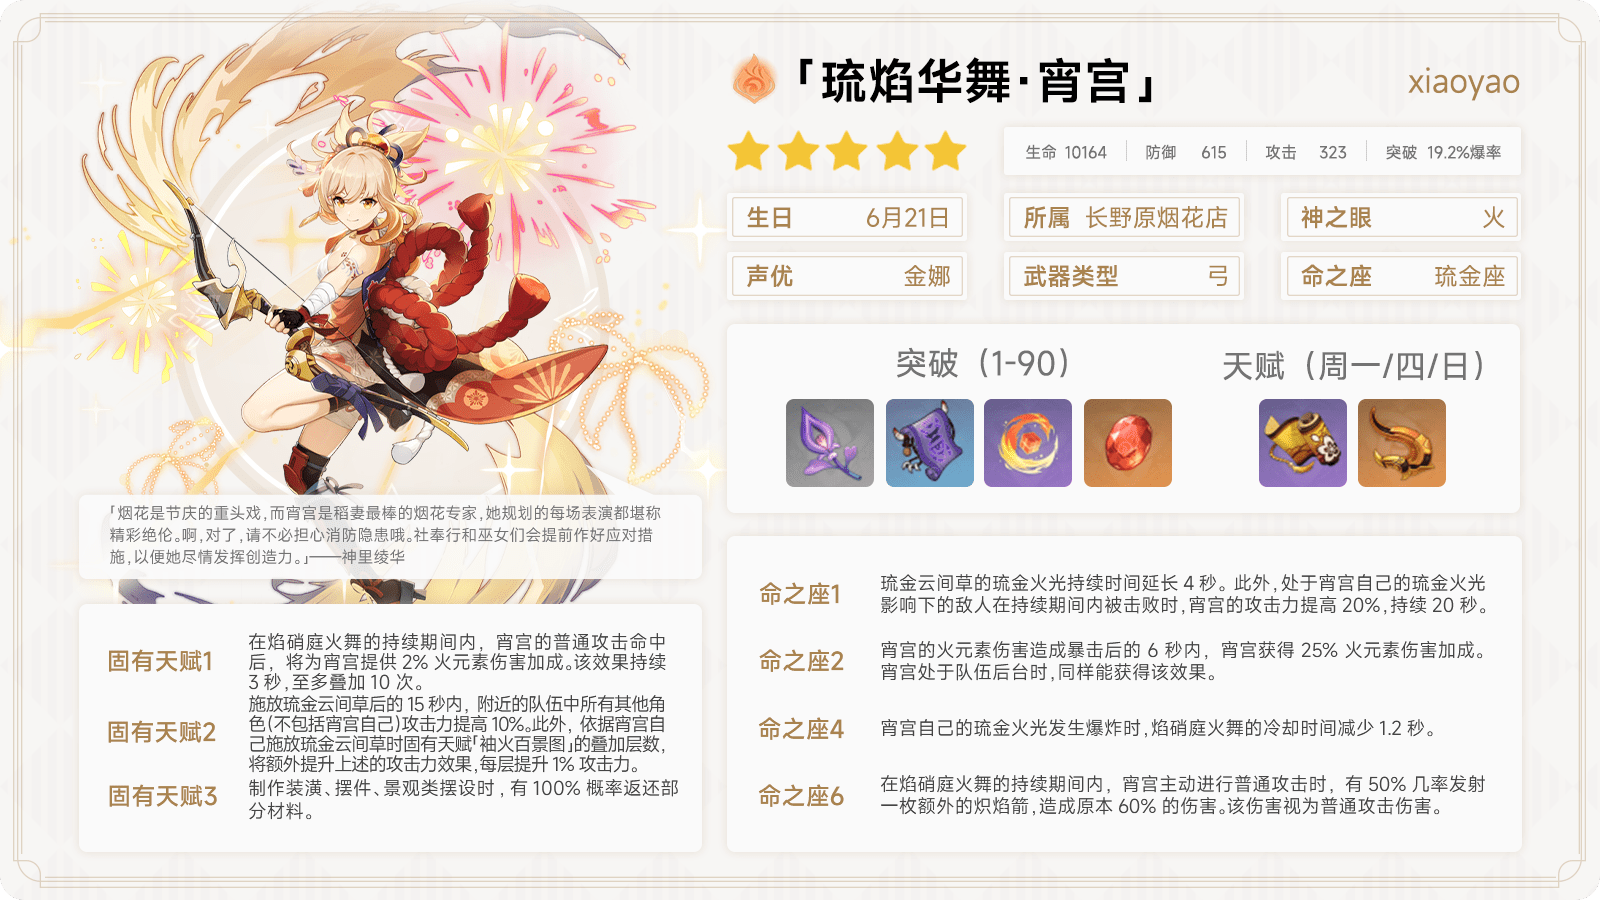 「琉焰华舞·宵宫」
xiaoyao
生命 10164 防御 615 攻击 323 突破 19.2%爆率
生日 6月21日
所属 长野原烟花店
神之眼 火
声优 金娜
武器类型 弓
命之座 琉金座
突破（1-90）
天赋（周一/四/日）
「烟花是节庆的重头戏,而宵宫是稻妻最棒的烟花专家,她规划的每场表演都堪称
精彩绝伦。啊,对了,请不必担心消防隐患哦。社奉行和巫女们会提前作好应对措
施,以便她尽情发挥创造力。」——神里绫华
固有天赋1
在焰硝庭火舞的持续期间内，宵宫的普通攻击命中
后，将为宵宫提供 2% 火元素伤害加成。该效果持续
3 秒,至多叠加 10 次。
固有天赋2
施放琉金云间草后的 15 秒内，附近的队伍中所有其他角
色(不包括宵宫自己)攻击力提高 10%。此外，依据宵宫自
己施放琉金云间草时固有天赋「袖火百景图」的叠加层数,
将额外提升上述的攻击力效果,每层提升 1% 攻击力。
固有天赋3
制作装潢、摆件、景观类摆设时，有 100% 概率返还部
分材料。
命之座1
琉金云间草的琉金火光持续时间延长 4 秒。此外,处于宵宫自己的琉金火光
影响下的敌人在持续期间内被击败时,宵宫的攻击力提高 20%,持续 20 秒。
命之座2
宵宫的火元素伤害造成暴击后的 6 秒内，宵宫获得 25% 火元素伤害加成。
宵宫处于队伍后台时,同样能获得该效果。
命之座4
宵宫自己的琉金火光发生爆炸时,焰硝庭火舞的冷却时间减少 1.2 秒。
命之座6
在焰硝庭火舞的持续期间内，宵宫主动进行普通攻击时，有 50% 几率发射
一枚额外的炽焰箭,造成原本 60% 的伤害。该伤害视为普通攻击伤害。